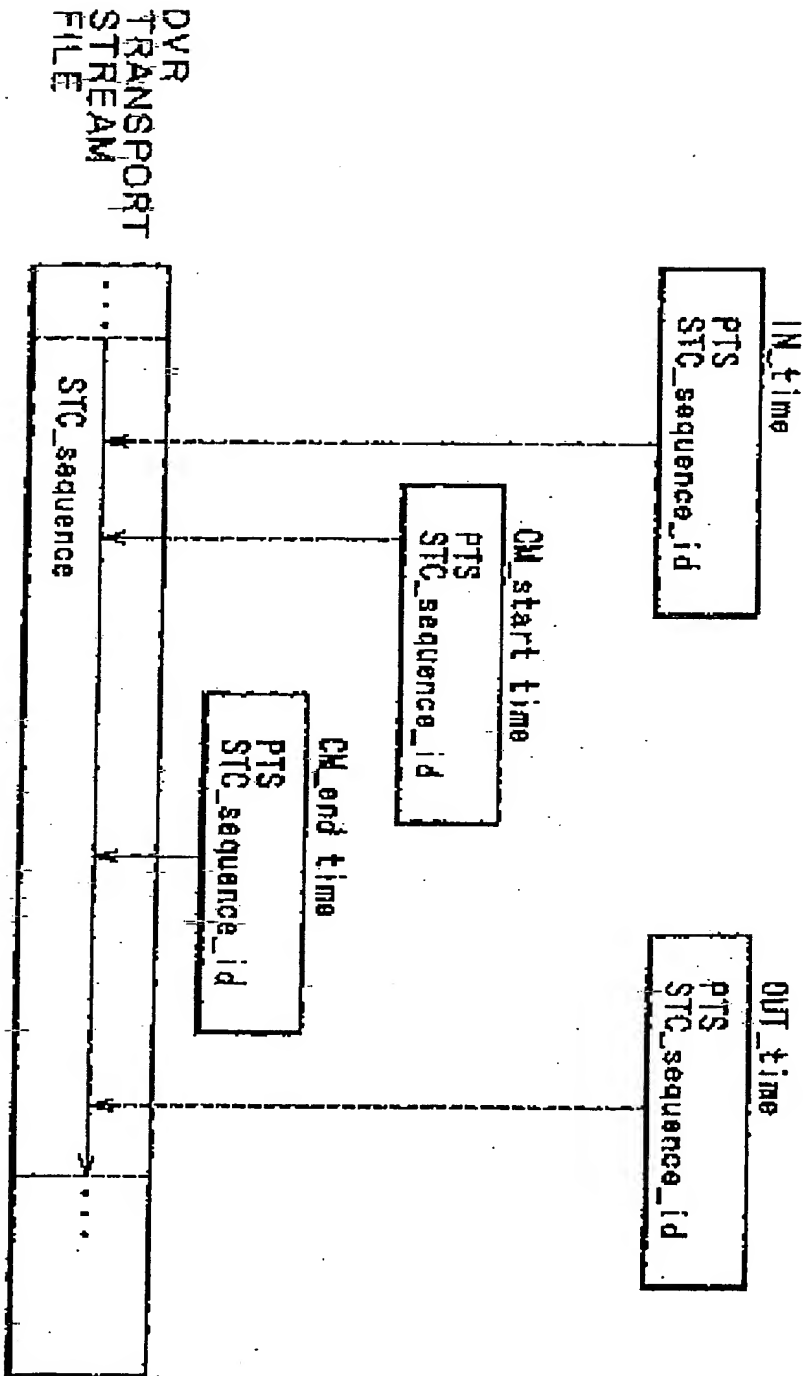 IN_time
PTS
STC_sequence_id
OUT_time
PTS
STC_sequence_id
CM_start time
PTS
STC_sequence_id
CM_end time
PTS
STC_sequence_id
DVR
TRANSPORT
STREAM
FILE
...
STC_sequence
...